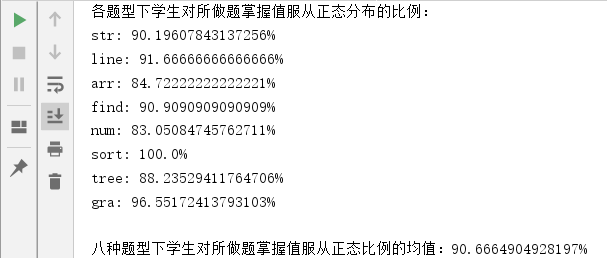 各题型下学生对所做题掌握值服从正态分布的比例：
str: 90.19607843137256%
line: 91.66666666666666%
arr: 84.72222222222221%
find: 90.9090909090909%
num: 83.05084745762711%
sort: 100.0%
tree: 88.23529411764706%
gra: 96.55172413793103%
八种题型下学生对所做题掌握值服从正态比例的均值：90.6664904928197%